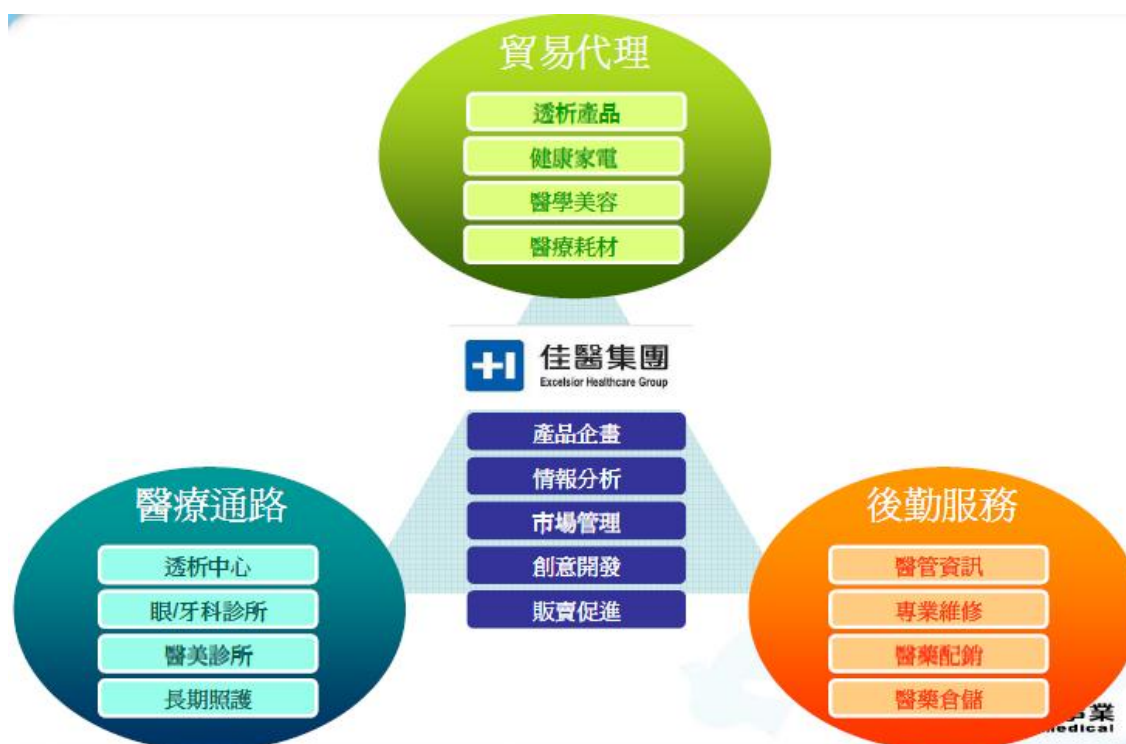 貿易代理
透析產品
健康家電
醫學美容
醫療耗材
佳醫集團
Excelsior Healthcare Group
產品企畫
情報分析
市場管理
創意開發
販賣促進
醫療通路
透析中心
眼/牙科診所
醫美診所
長期照護
後勤服務
醫管資訊
專業維修
醫藥配銷
醫藥倉儲
業
medical